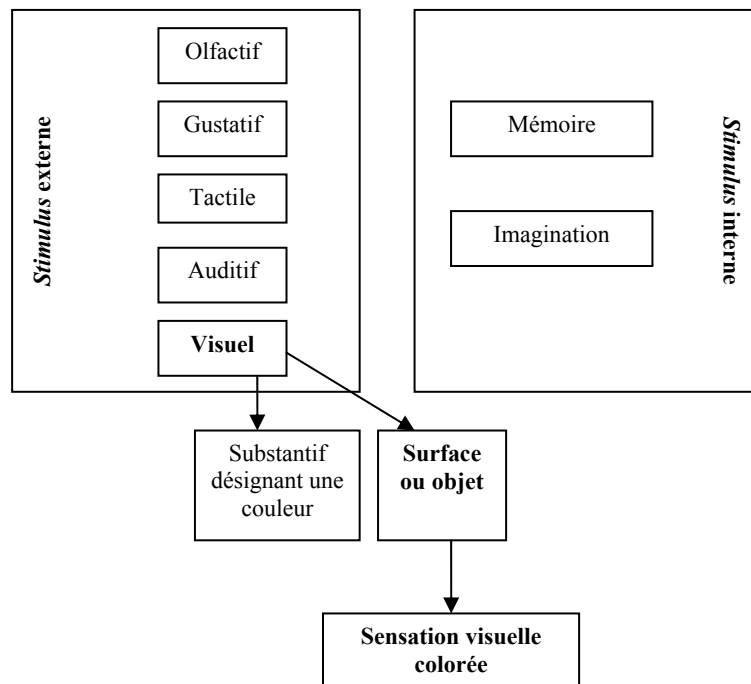 Stimulus externe
Olfactif
Gustatif
Tactile
Auditif
Visuel
Mémoire
Imagination
Stimulus interne
Substantif
désignant une
couleur
Surface
ou objet
Sensation visuelle
colorée